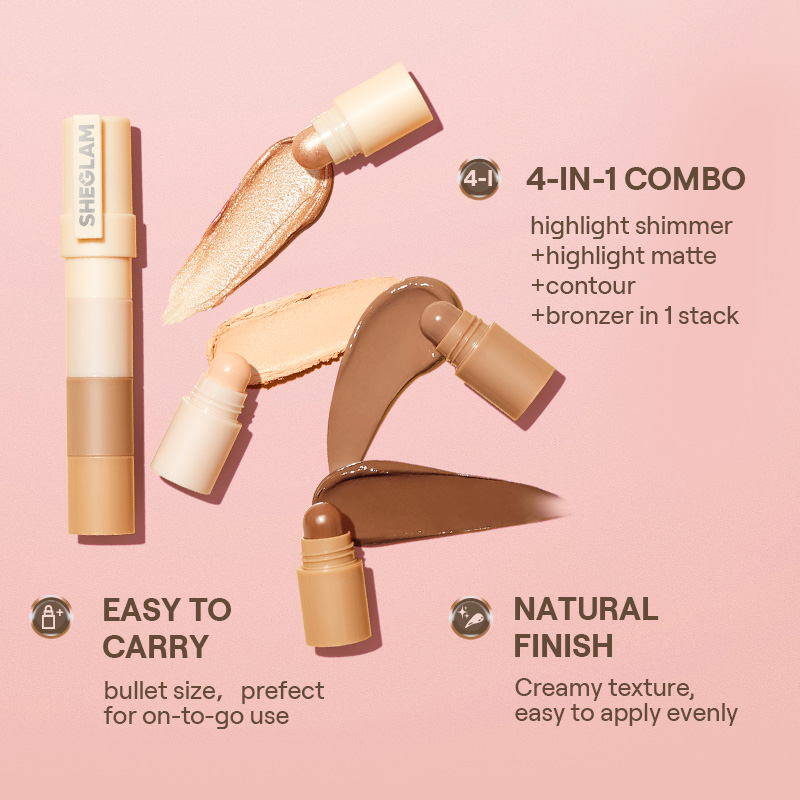 SHEGLAM
4-I
4-IN-1 COMBO
highlight shimmer
+highlight matte
+contour
+bronzer in 1 stack
EASY TO
CARRY
bullet size, prefect
for on-to-go use
NATURAL
FINISH
Creamy texture,
easy to apply evenly